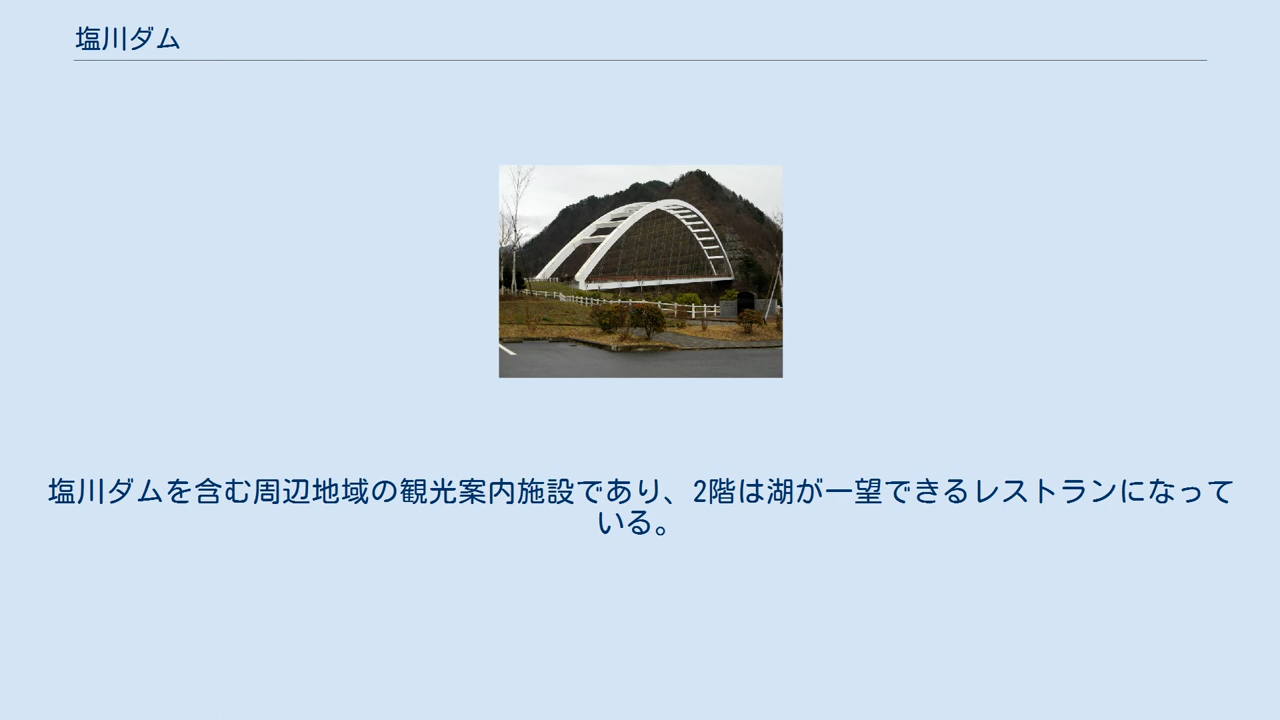 塩川ダム
塩川ダムを含む周辺地域の観光案内施設であり、2階は湖が一望できるレストランになって
いる。